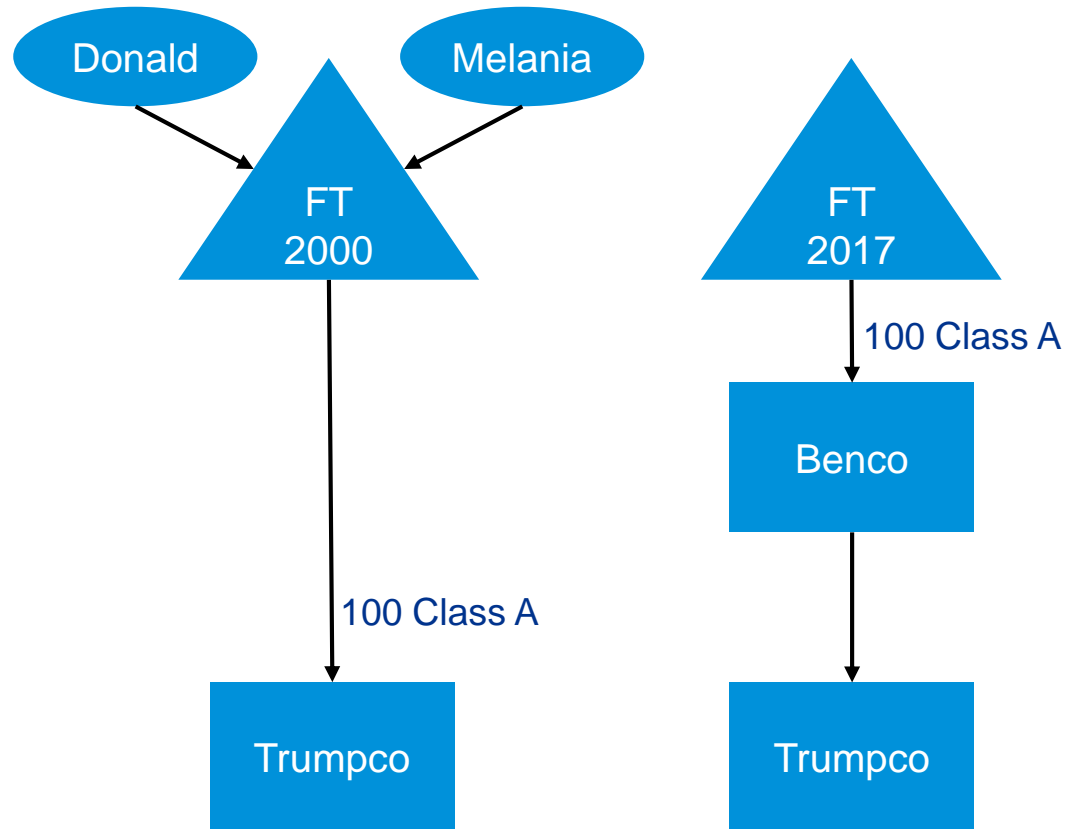 Donald
Melania
FT
2000
FT
2017
100 Class A
Benco
100 Class A
Trumpco
Trumpco